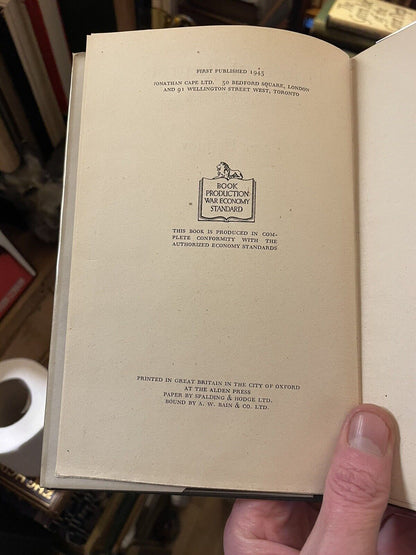 FIRST PUBLISHED 1945
JONATHAN CAPE LTD. 30 BEDFORD SQUARE, LONDON
AND 91 WELLINGTON STREET WEST, TORONTO
BOOK
PRODUCTION
WAR ECONOMY
STANDARD
THIS BOOK IS PRODUCED IN COM-
PLETE CONFORMITY WITH THE
AUTHORIZED ECONOMY STANDARDS
PRINTED IN GREAT BRITAIN IN THE CITY OF OXFORD
AT THE ALDEN PRESS
PAPER BY SPALDING & HODGE LTD.
BOUND BY A. W. BAIN & CO. LTD.